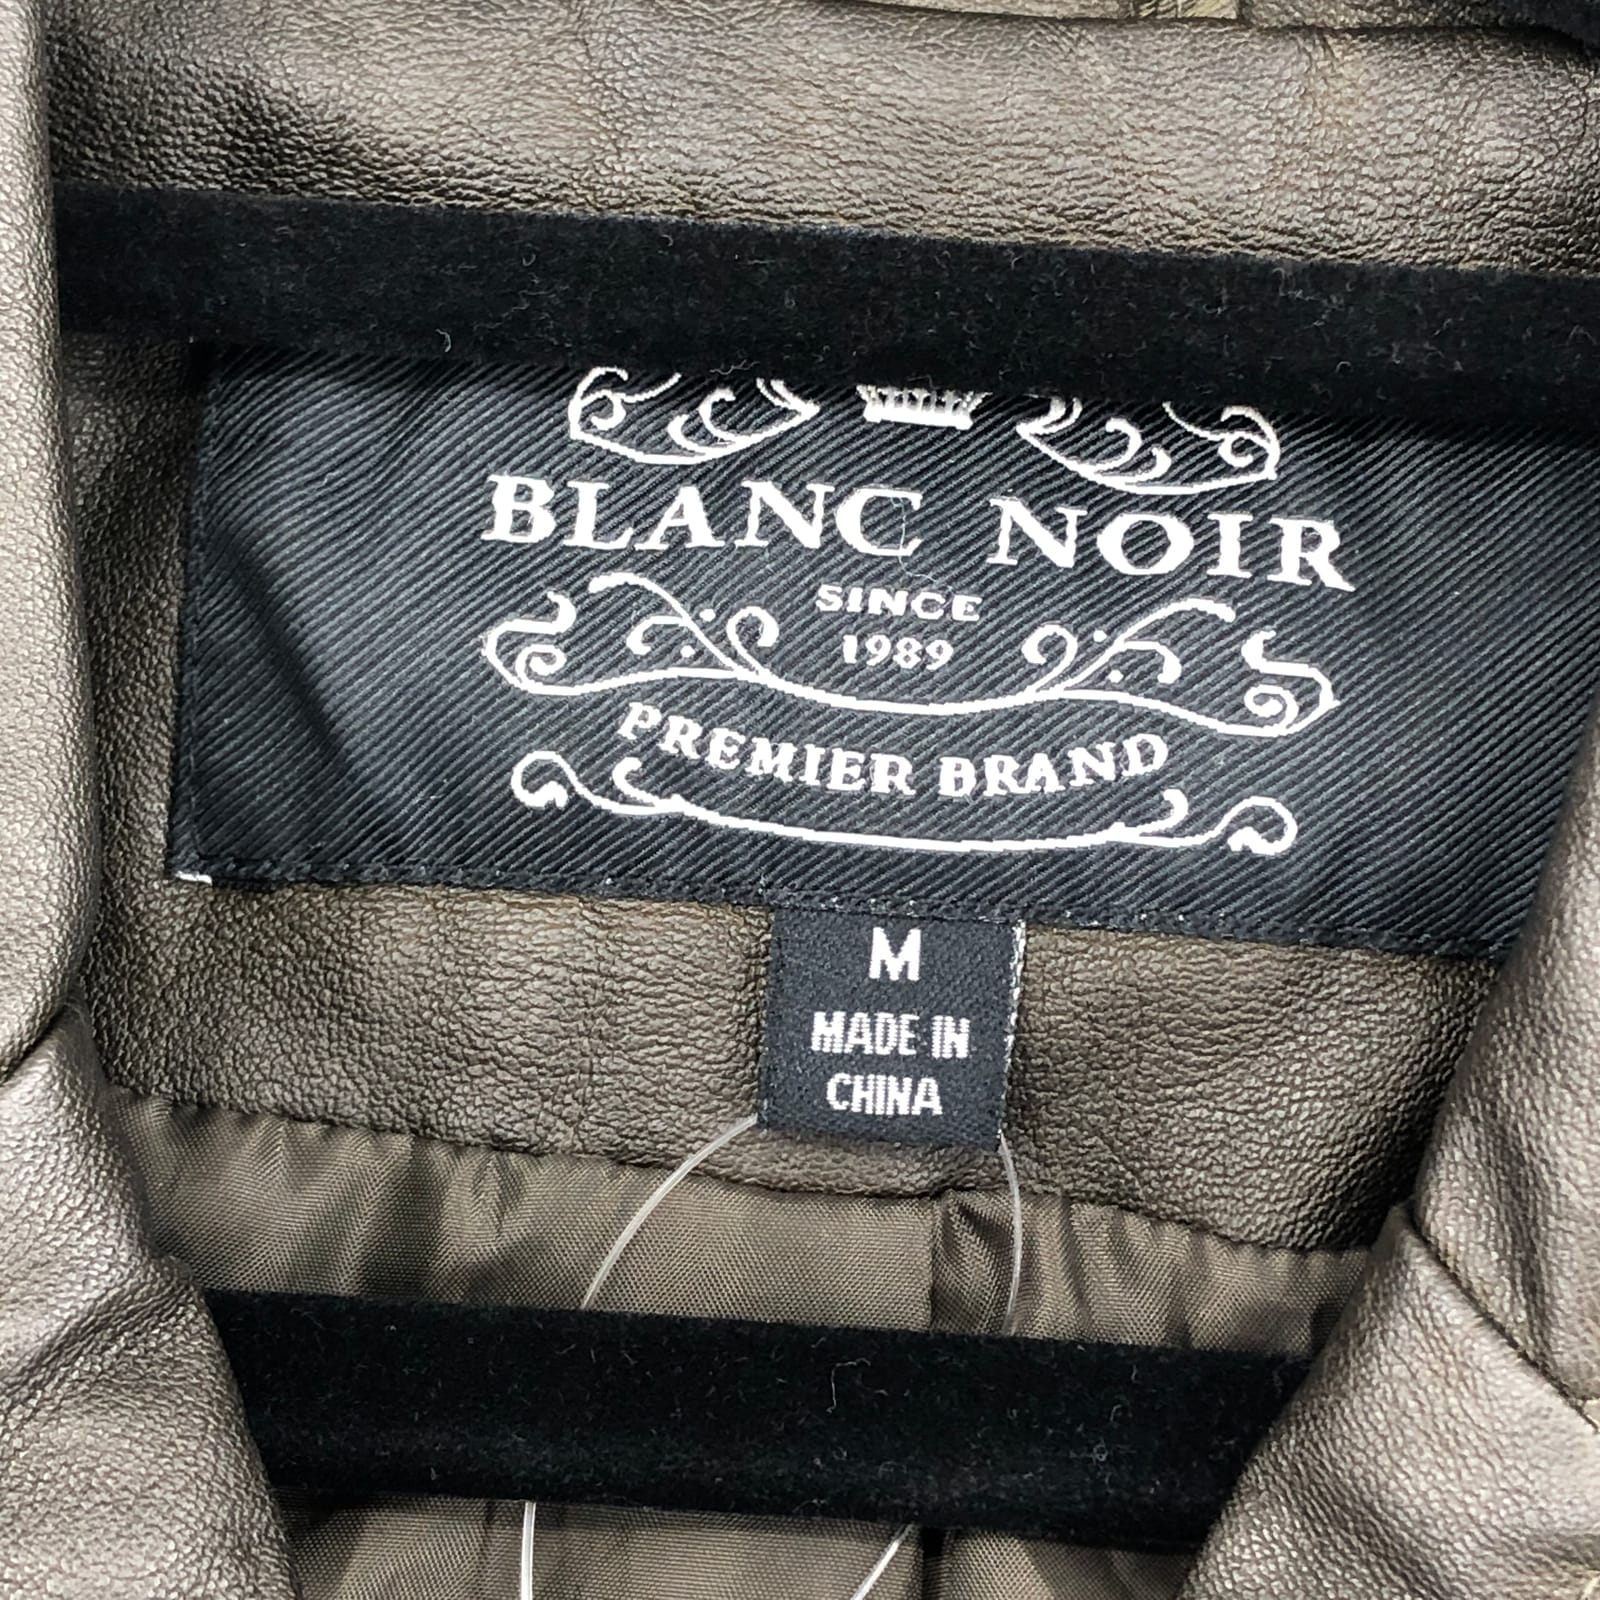 BLANC NOIR
SINCE
1989
PREMIER BRAND
M
MADE IN
CHINA